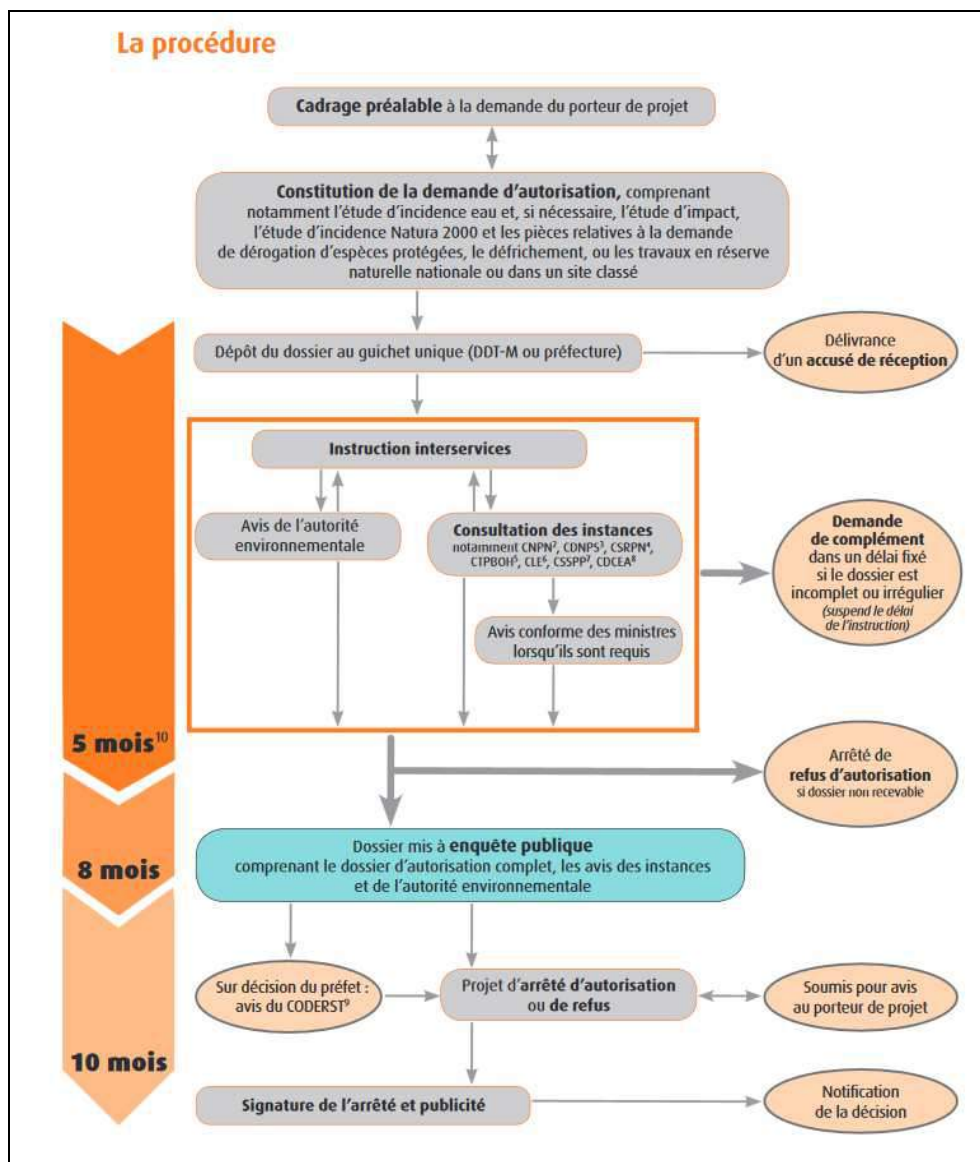 La procédure
Cadrage préalable à la demande du porteur de projet
Constitution de la demande d'autorisation, comprenant
notamment l'étude d'incidence eau et, si nécessaire, l'étude d'impact,
l'étude d'incidence Natura 2000 et les pièces relatives à la demande
de dérogation d'espèces protégées, le défrichement, ou les travaux en réserve
naturelle nationale ou dans un site classé
Dépôt du dossier au guichet unique (DDT-M ou préfecture)
Délivrance
d'un accusé de réception
Instruction interservices
Avis de l'autorité
environnementale
Consultation des instances
notamment CNPN², CDNPS³, CSRPN⁴,
CTPBOH⁵, CLE⁶, CSSPP⁷, CDCEA⁸
Avis conforme des ministres
lorsqu'ils sont requis
Demande
de complément
dans un délai fixé
si le dossier est
incomplet ou irrégulier
(suspend le délai
de l'instruction)
5 mois¹⁰
Arrêté de
refus d'autorisation
si dossier non recevable
Dossier mis à enquête publique
comprenant le dossier d'autorisation complet, les avis des instances
et de l'autorité environnementale
8 mois
Sur décision du préfet :
avis du CODERST⁹
Projet d'arrêté d'autorisation
ou de refus
Soumis pour avis
au porteur de projet
10 mois
Signature de l'arrêté et publicité
Notification
de la décision